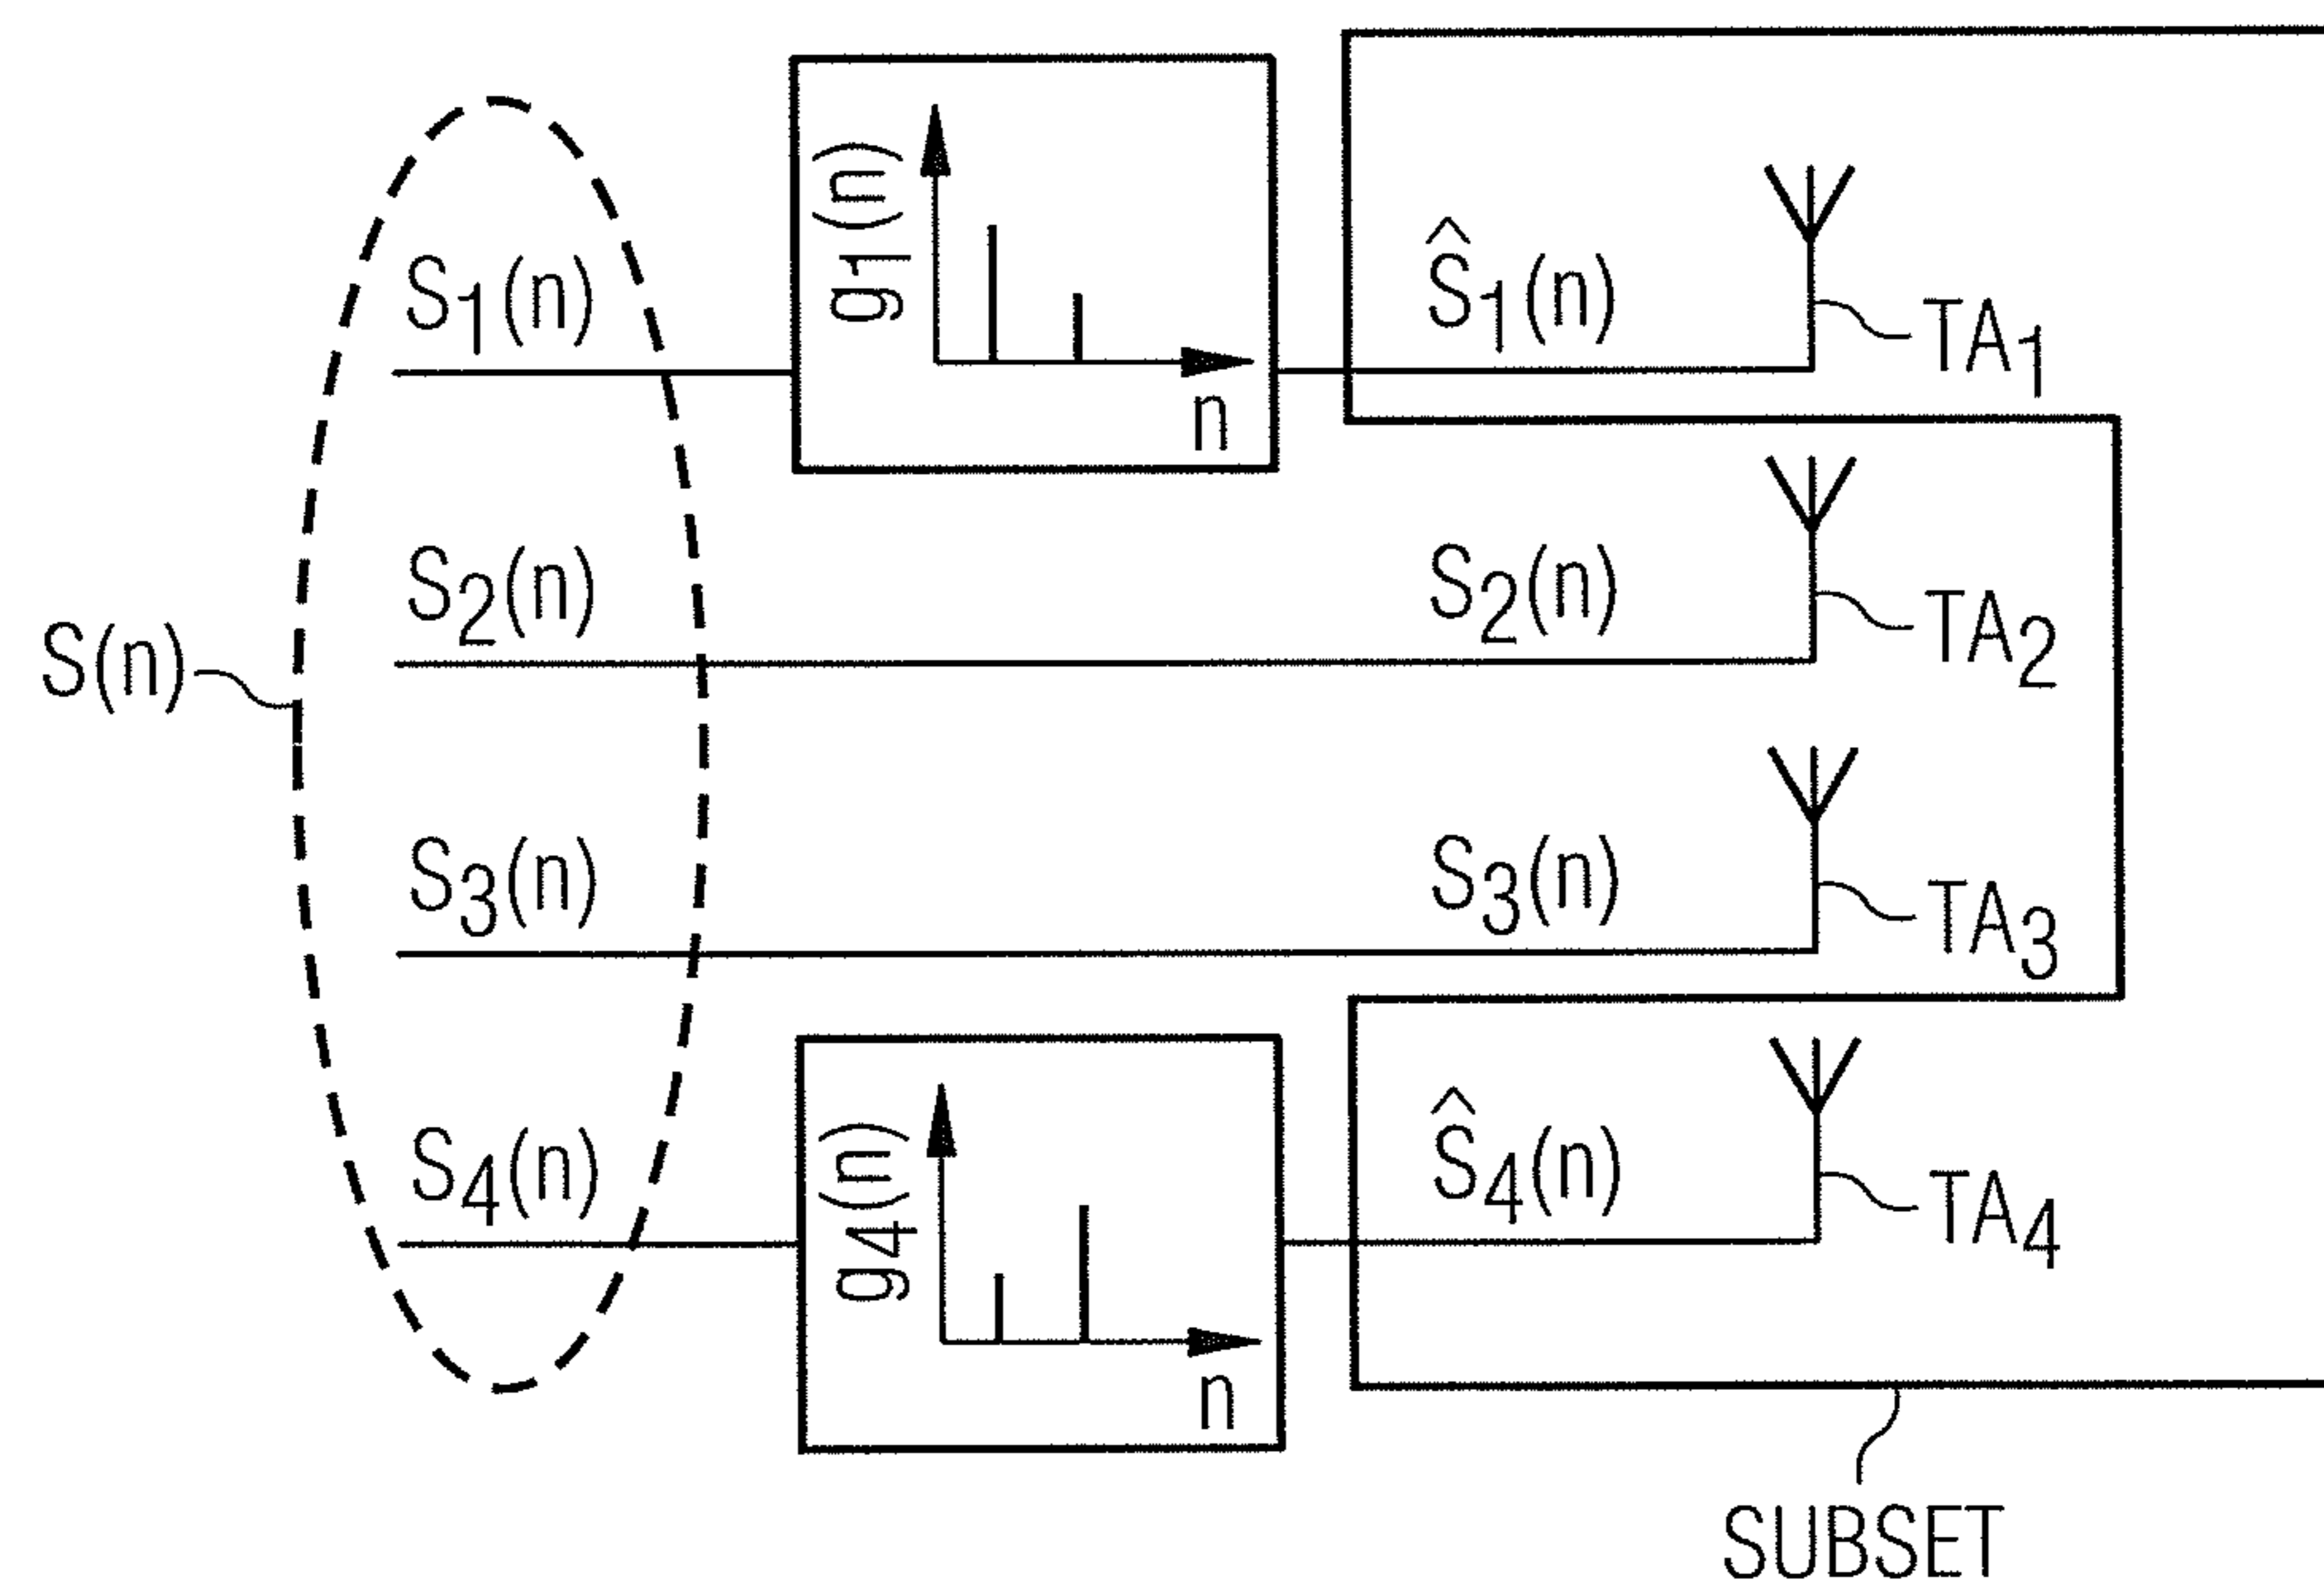 S1(n)
g1(n)
n
Ŝ1(n)
TA1
S2(n)
S2(n)
TA2
S(n)
S3(n)
S3(n)
TA3
S4(n)
g4(n)
n
Ŝ4(n)
TA4
SUBSET